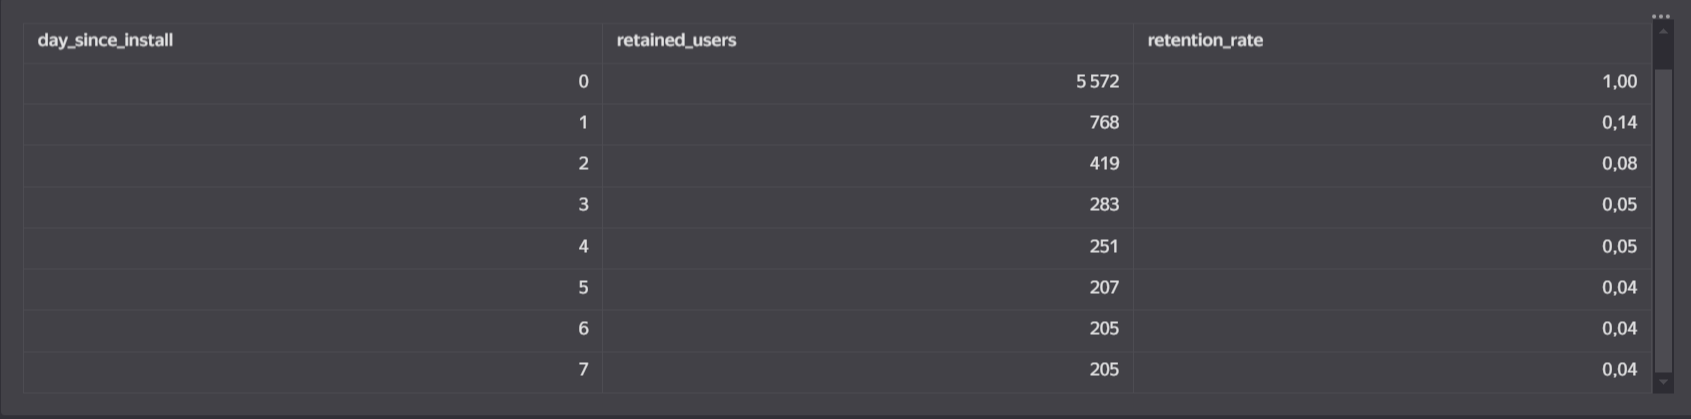 day_since_install retained_users retention_rate
0 5 572 1,00
1 768 0,14
2 419 0,08
3 283 0,05
4 251 0,05
5 207 0,04
6 205 0,04
7 205 0,04